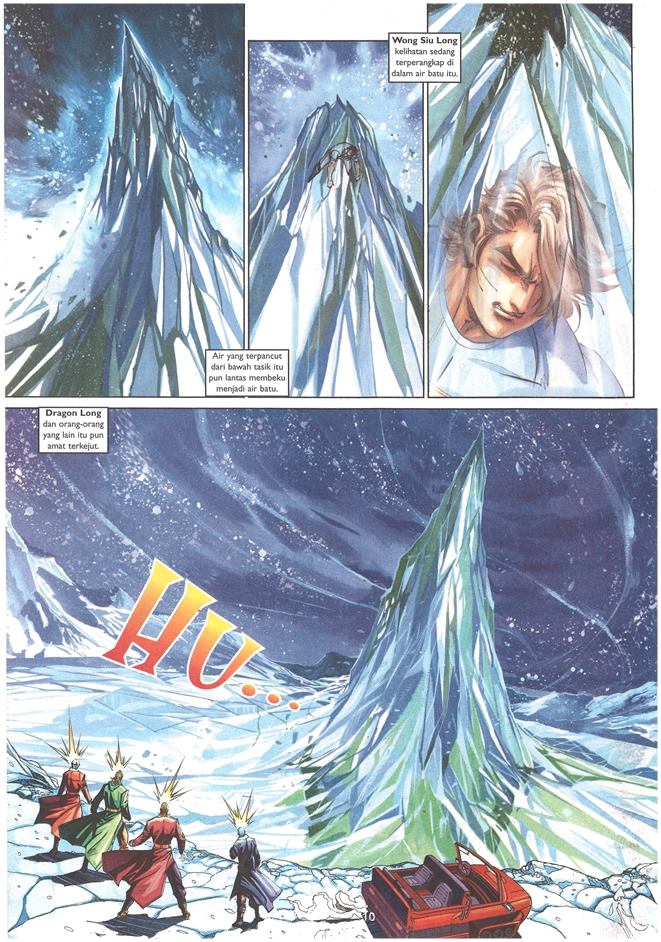 Wong Siu Long
kelihatan sedang
terperangkap di
dalam air batu itu.
Air yang terpancut
dari bawah tasik itu
pun lantas membeku
menjadi air batu.
Dragon Long
dan orang-orang
yang lain itu pun
amat terkejut.
HU...
10